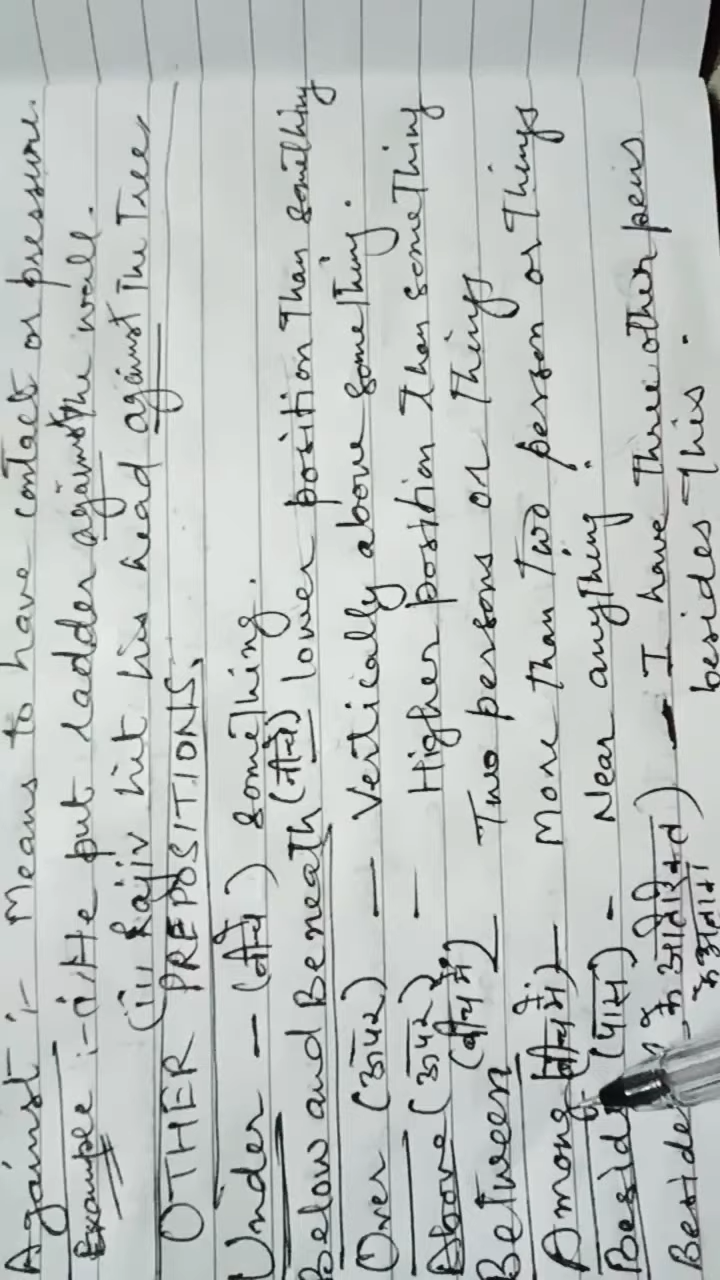 Against :- Means to have contact or pressure.
Example :- (i) He put ladder against the wall.
(ii) Rajiv hit his head against the Tree
OTHER PREPOSITIONS.
Under - (नीचे) something.
Below and Beneath (नीचे) lower position Than something
Over (ऊपर) - Vertically above something.
Above (ऊपर) - Higher position Than something
Between (बीच में) - Two persons or Things
Among (बीच में) - More than Two person or Things
Beside (पास) - Near anything
Beside - के अतिरिक्त) - I have Three other pens
के अलावा besides This.